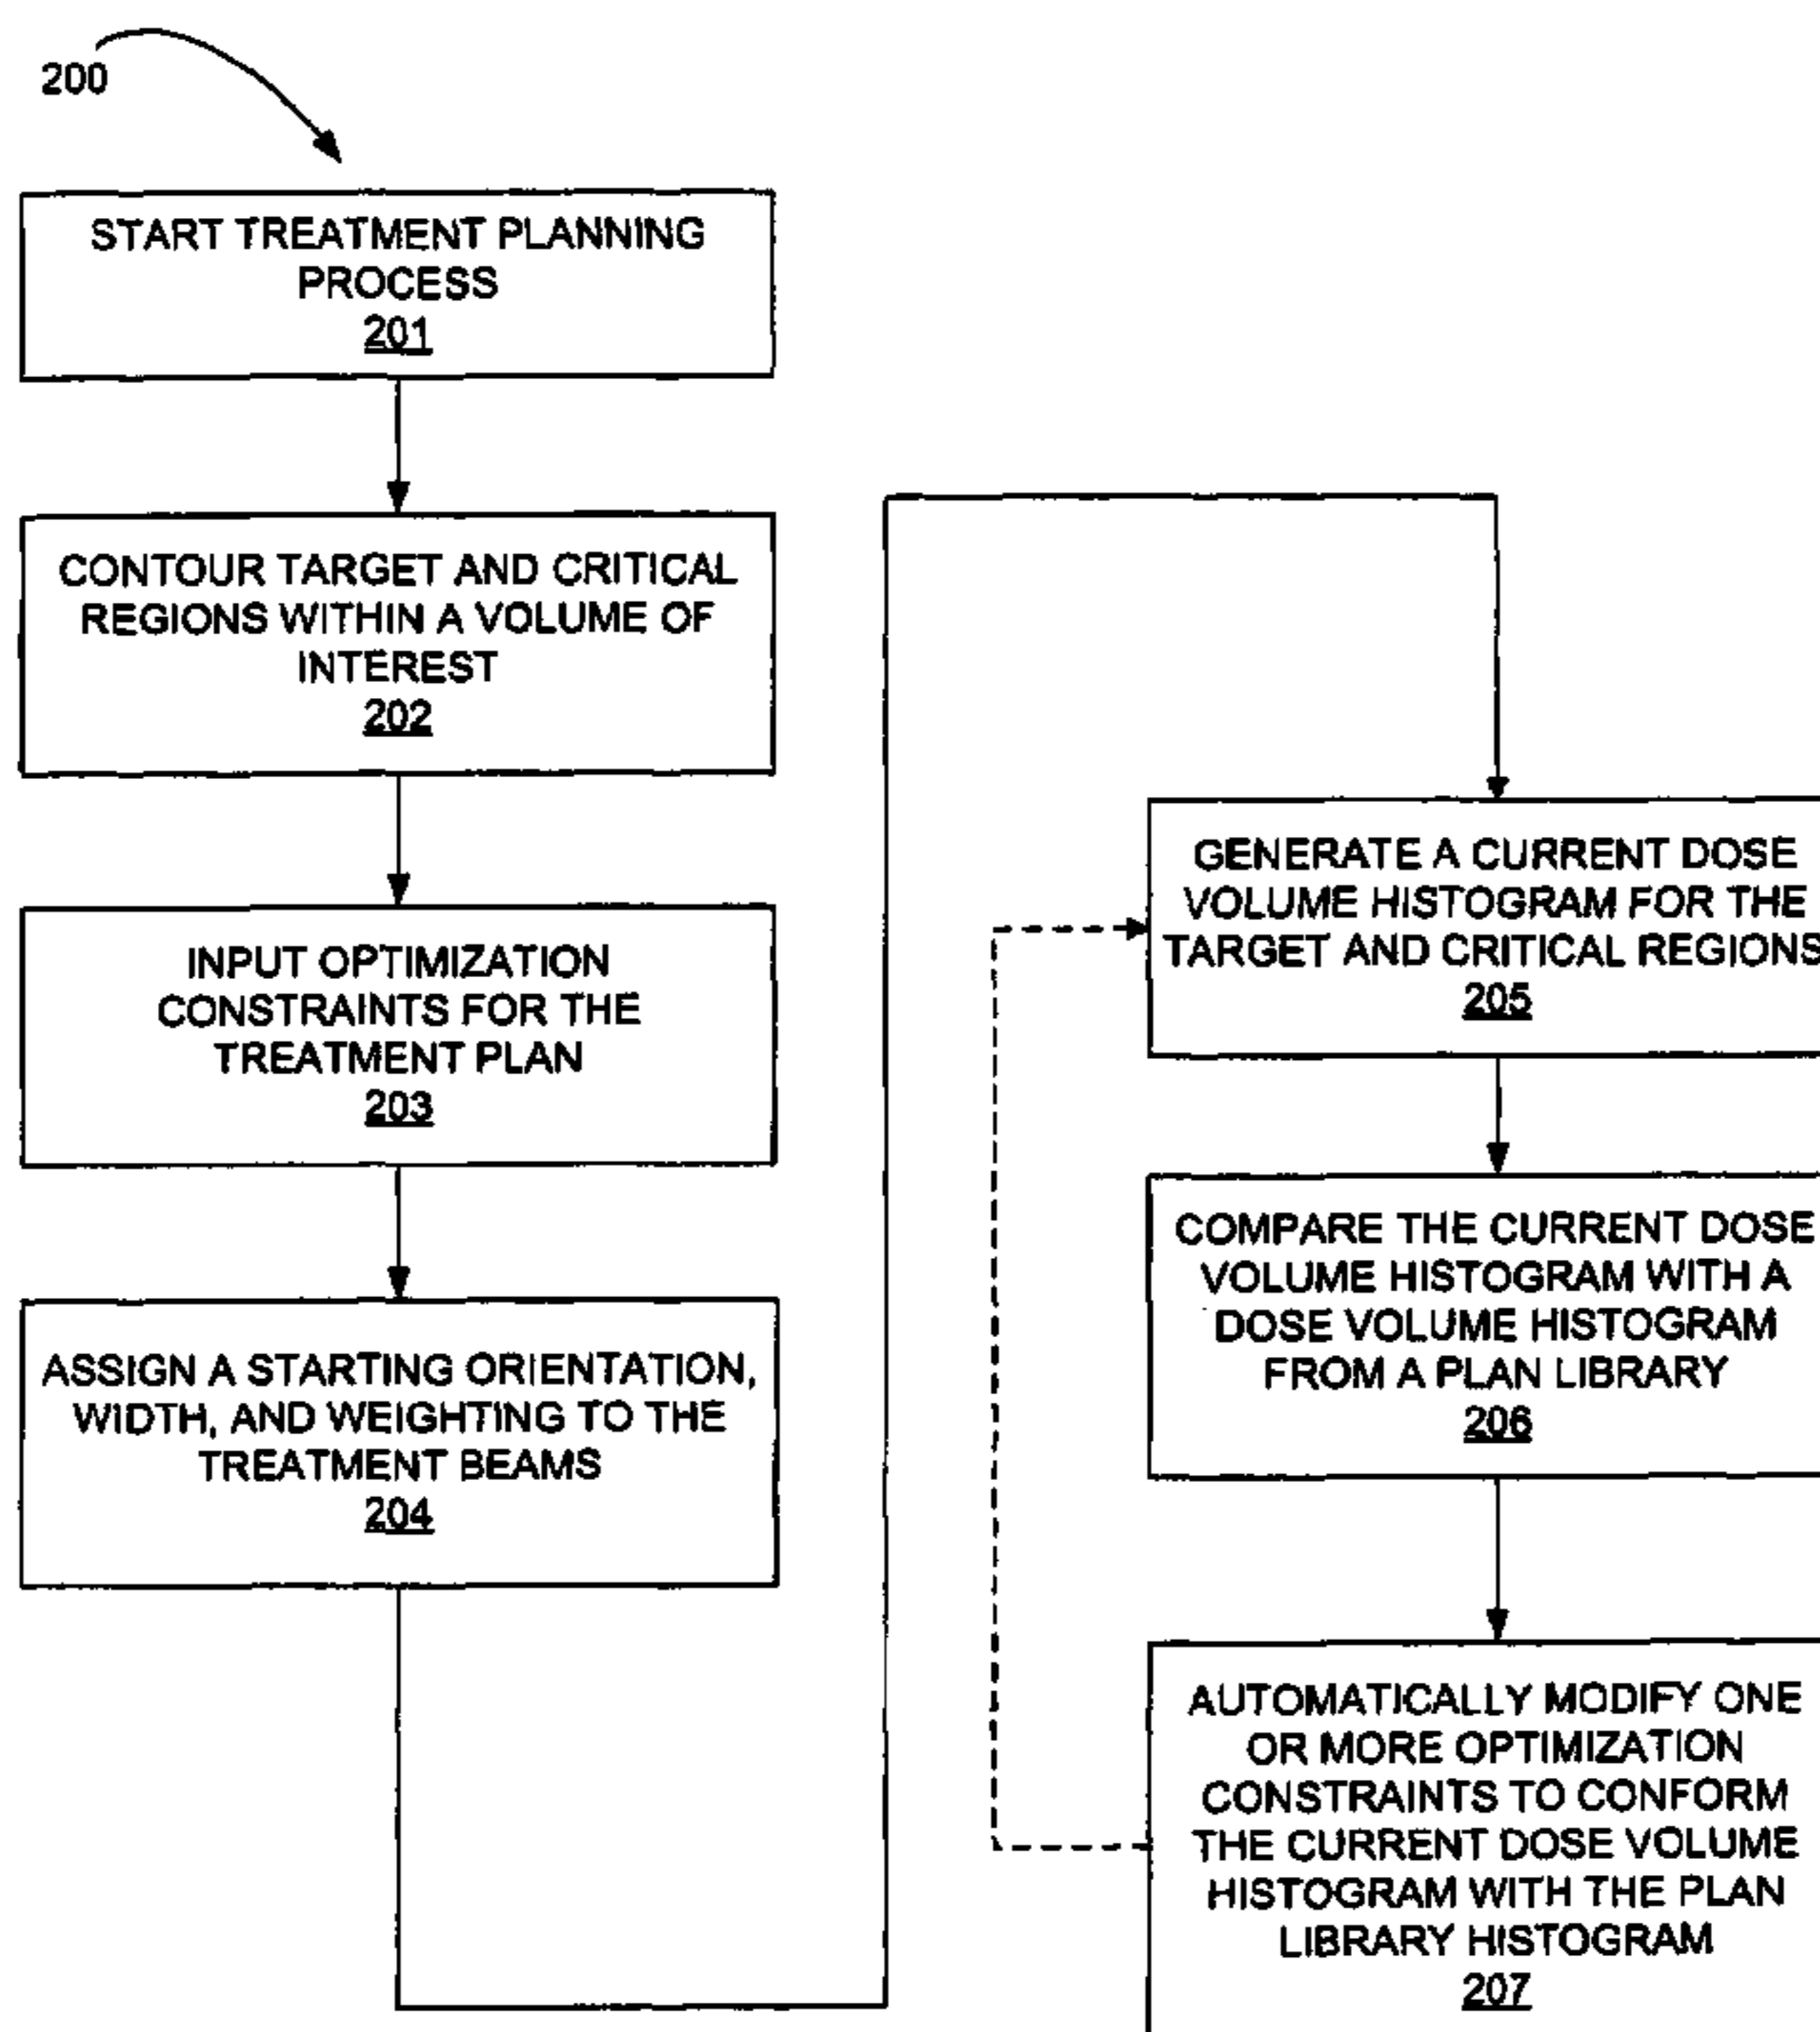 200
START TREATMENT PLANNING
PROCESS
201
CONTOUR TARGET AND CRITICAL
REGIONS WITHIN A VOLUME OF
INTEREST
202
INPUT OPTIMIZATION
CONSTRAINTS FOR THE
TREATMENT PLAN
203
ASSIGN A STARTING ORIENTATION,
WIDTH, AND WEIGHTING TO THE
TREATMENT BEAMS
204
GENERATE A CURRENT DOSE
VOLUME HISTOGRAM FOR THE
TARGET AND CRITICAL REGIONS
205
COMPARE THE CURRENT DOSE
VOLUME HISTOGRAM WITH A
DOSE VOLUME HISTOGRAM
FROM A PLAN LIBRARY
206
AUTOMATICALLY MODIFY ONE
OR MORE OPTIMIZATION
CONSTRAINTS TO CONFORM
THE CURRENT DOSE VOLUME
HISTOGRAM WITH THE PLAN
LIBRARY HISTOGRAM
207